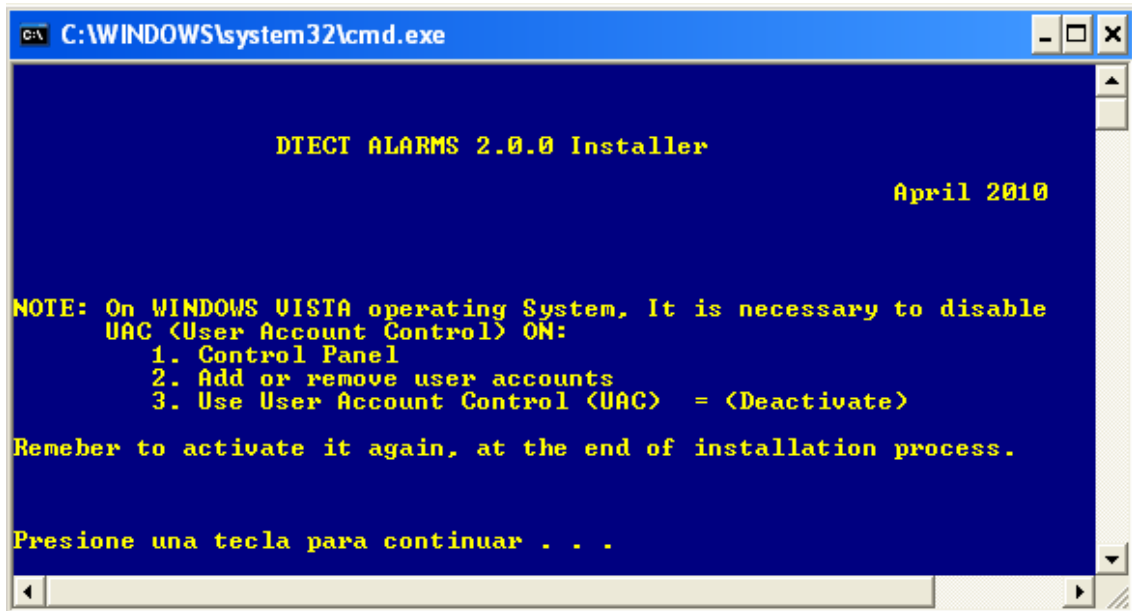 C:\WINDOWS\system32\cmd.exe
DTECT ALARMS 2.0.0 Installer
April 2010
NOTE: On WINDOWS VISTA operating System, It is necessary to disable
UAC (User Account Control) ON:
1. Control Panel
2. Add or remove user accounts
3. Use User Account Control (UAC) = (Deactivate)
Remeber to activate it again, at the end of installation process.
Presione una tecla para continuar . . .